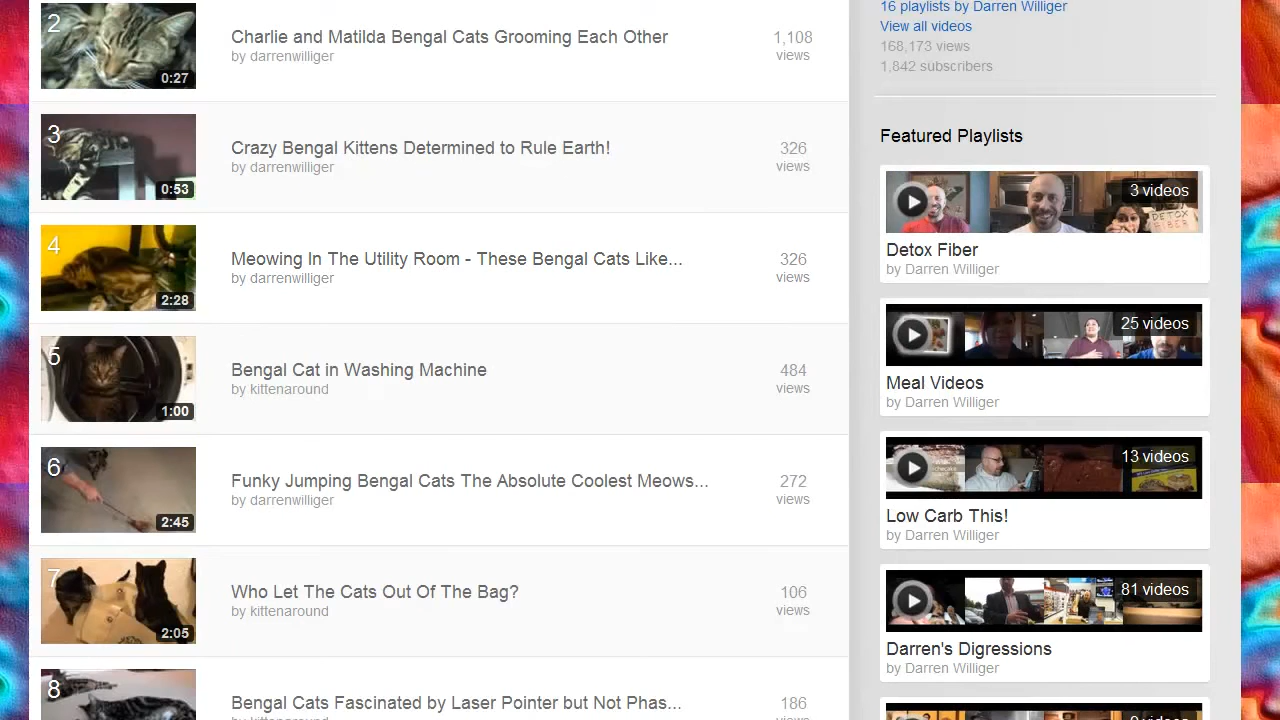 2
0:27
Charlie and Matilda Bengal Cats Grooming Each Other
by darrenwilliger
1,108
views
3
0:53
Crazy Bengal Kittens Determined to Rule Earth!
by darrenwilliger
326
views
4
2:28
Meowing In The Utility Room - These Bengal Cats Like...
by darrenwilliger
326
views
5
1:00
Bengal Cat in Washing Machine
by kittenaround
484
views
6
2:45
Funky Jumping Bengal Cats The Absolute Coolest Meows...
by darrenwilliger
272
views
7
2:05
Who Let The Cats Out Of The Bag?
by kittenaround
106
views
8
Bengal Cats Fascinated by Laser Pointer but Not Phas...
by kittenaround
186
16 playlists by Darren Williger
View all videos
168,173 views
1,842 subscribers
Featured Playlists
3 videos
DETOX
FIBER
Detox Fiber
by Darren Williger
25 videos
Meal Videos
by Darren Williger
13 videos
Low Carb This!
by Darren Williger
81 videos
Darren's Digressions
by Darren Williger